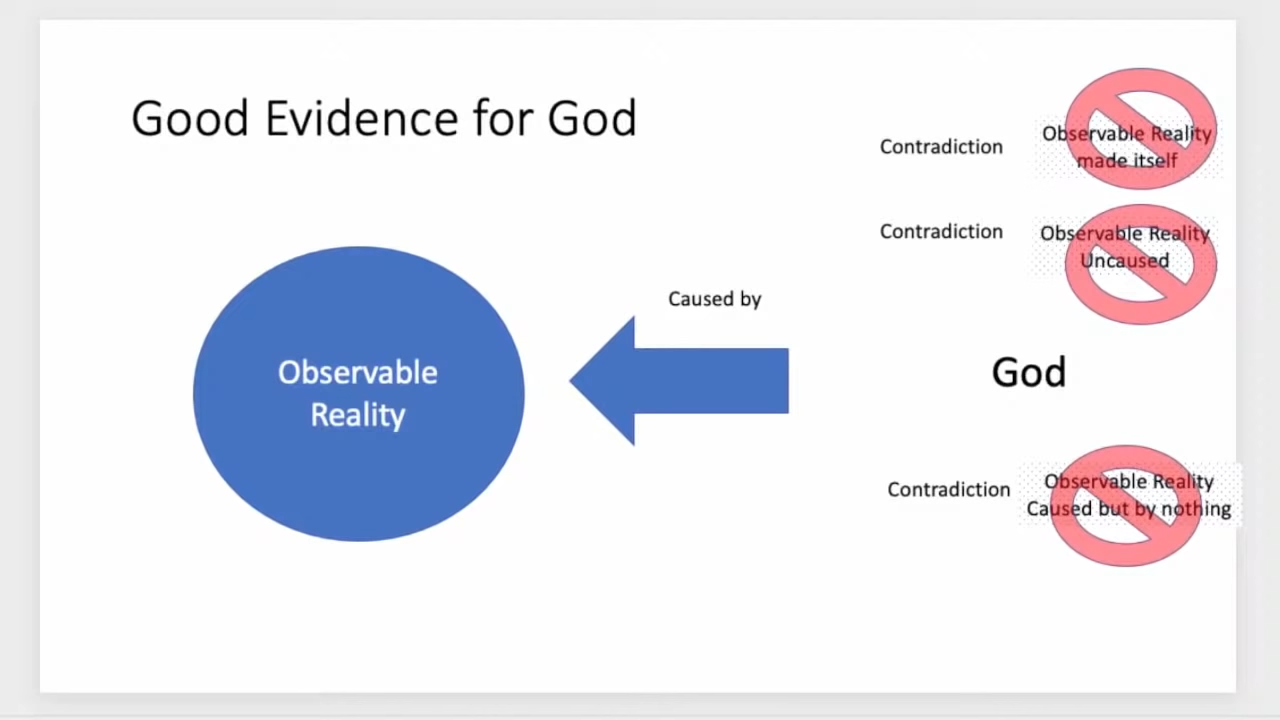 Good Evidence for God
Contradiction
Observable Reality
made itself
Contradiction
Observable Reality
Uncaused
Caused by
Observable
Reality
God
Contradiction
Observable Reality
Caused but by nothing